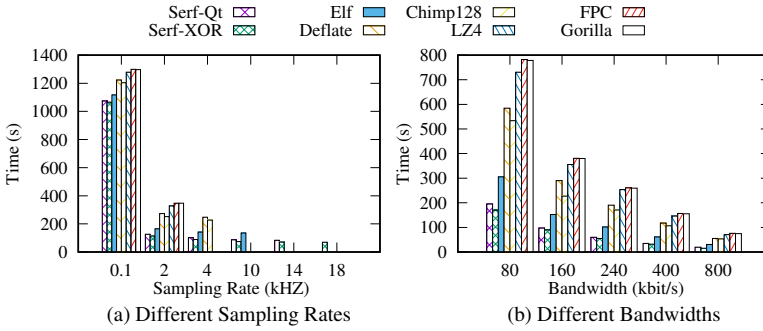 Serf-Qt Elf Chimp128 FPC
Serf-XOR Deflate LZ4 Gorilla
1400
1200
1000
800
600
400
200
0
Time (s)
0.1 2 4 10 14 18
Sampling Rate (kHZ)
(a) Different Sampling Rates
800
700
600
500
400
300
200
100
0
Time (s)
80 160 240 400 800
Bandwidth (kbit/s)
(b) Different Bandwidths